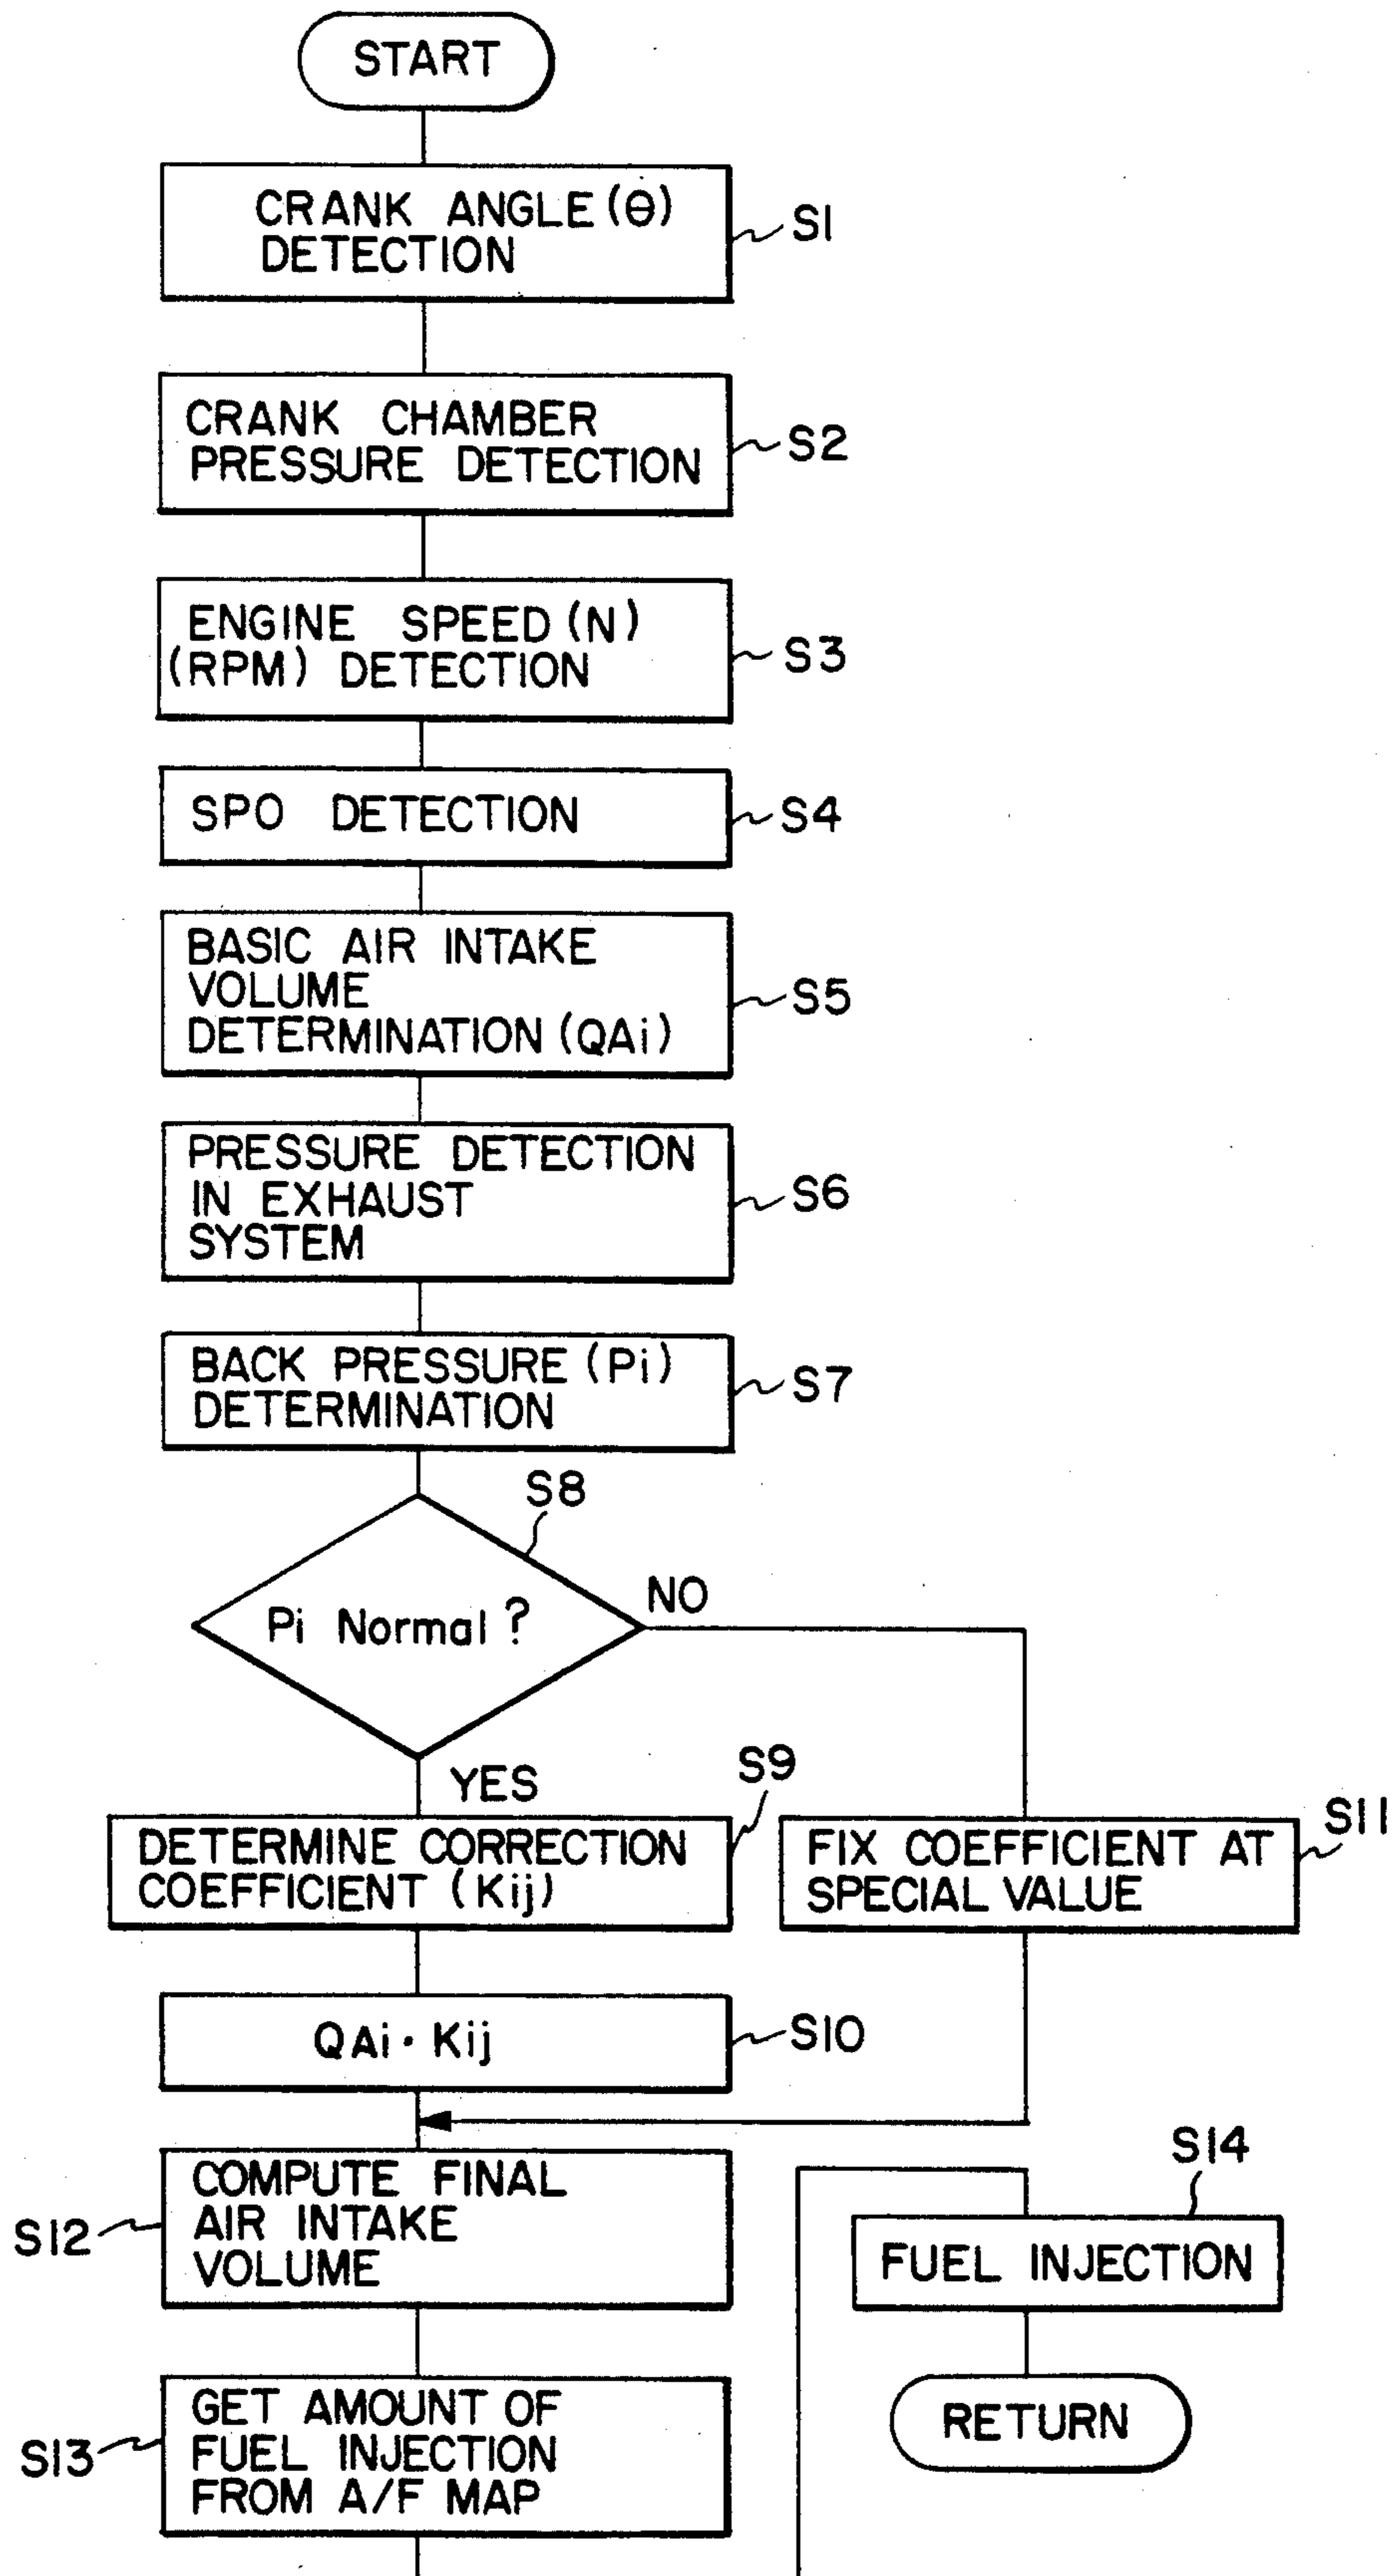 START
CRANK ANGLE (θ)
DETECTION
S1
CRANK CHAMBER
PRESSURE DETECTION
S2
ENGINE SPEED (N)
(RPM) DETECTION
S3
SPO DETECTION
S4
BASIC AIR INTAKE
VOLUME
DETERMINATION (QAi)
S5
PRESSURE DETECTION
IN EXHAUST
SYSTEM
S6
BACK PRESSURE (Pi)
DETERMINATION
S7
S8
Pi Normal ?
NO
YES
S9
DETERMINE CORRECTION
COEFFICIENT (Kij)
S11
FIX COEFFICIENT AT
SPECIAL VALUE
QAi · Kij
S10
S12
COMPUTE FINAL
AIR INTAKE
VOLUME
S13
GET AMOUNT OF
FUEL INJECTION
FROM A/F MAP
S14
FUEL INJECTION
RETURN